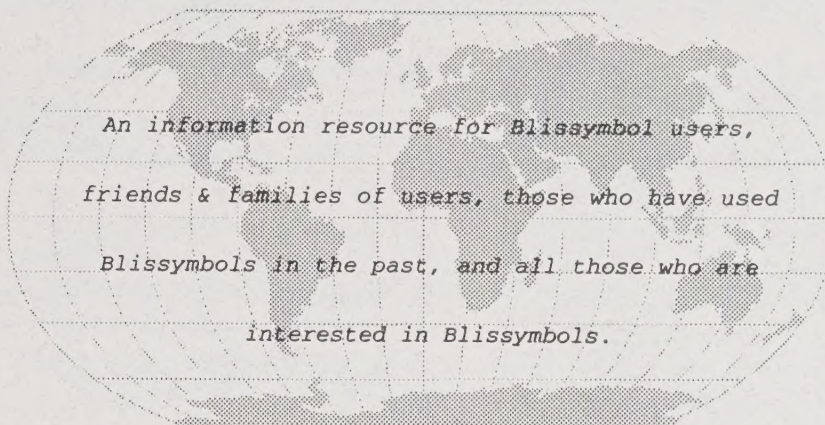 An information resource for Blissymbol users,
friends & families of users, those who have used
Blissymbols in the past, and all those who are
interested in Blissymbols.